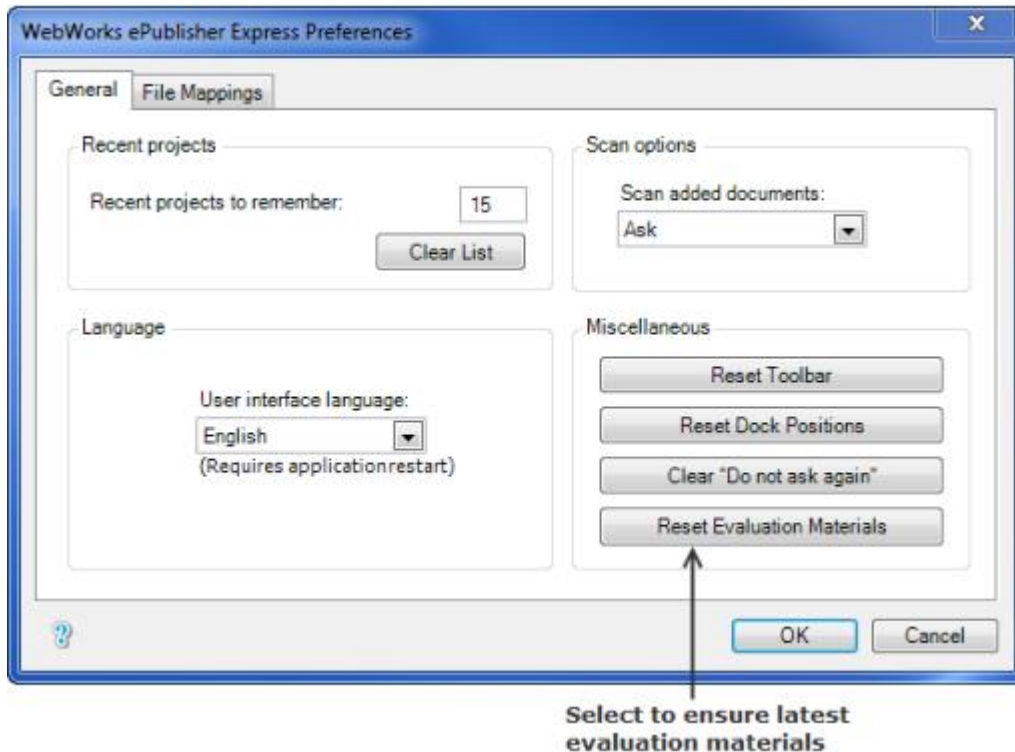 WebWorks ePublisher Express Preferences
x
General
File Mappings
Recent projects
Recent projects to remember:
15
Clear List
Scan options
Scan added documents:
Ask
Language
User interface language:
English
(Requires application restart)
Miscellaneous
Reset Toolbar
Reset Dock Positions
Clear "Do not ask again"
Reset Evaluation Materials
?
OK
Cancel
Select to ensure latest
evaluation materials